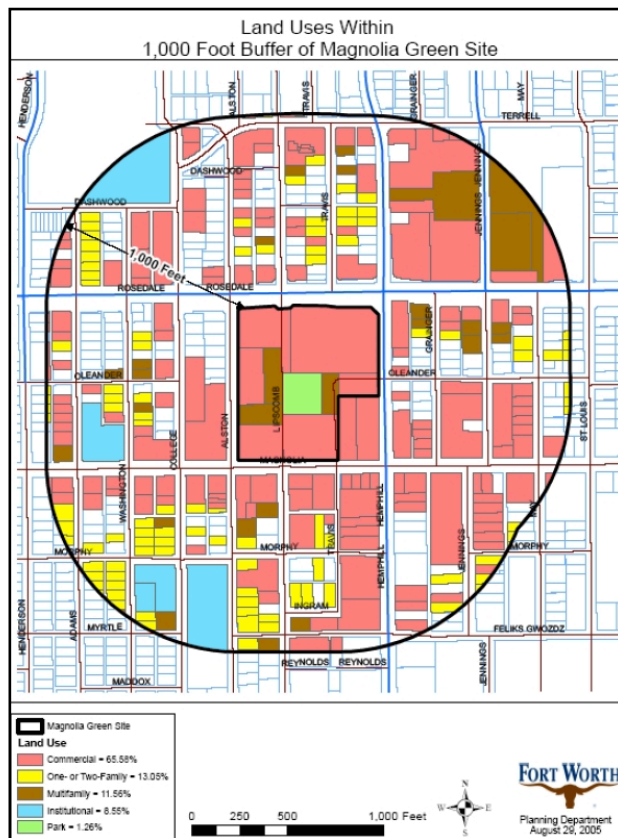 Land Uses Within
1,000 Foot Buffer of Magnolia Green Site
HENDERSON
ALSTON
TRAVIS
GRAINGER
MAY
TERRELL
DASHWOOD
JENNINGS
JENNINGS
DASHWOOD
TRAVIS
1,000 Feet
ROSEDALE
ROSEDALE
GRAINGER
OLEANDER
OLEANDER
LIPSCOMB
ALSTON
ST LOUIS
COLLEGE
WASHINGTON
MAGNOLIA
HEMPHILL
MAY
MORPHY
MORPHY
TRAVIS
JENNINGS
MORPHY
HEMPHILL
HENDERSON
ADAMS
INGRAM
MYRTLE
FELIKS GWOZDZ
REYNOLDS
REYNOLDS
JENNINGS
MADDOX
Magnolia Green Site
Land Use
Commercial = 65.58%
One- or Two-Family = 13.05%
Multifamily = 11.56%
Institutional = 8.55%
Park = 1.26%
0 250 500 1,000 Feet
N
W E
S
FORT WORTH
Planning Department
August 29, 2005